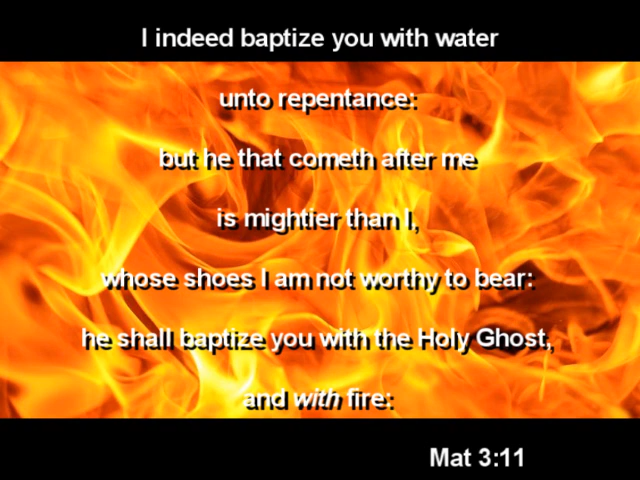 I indeed baptize you with water
unto repentance:
but he that cometh after me
is mightier than I,
whose shoes I am not worthy to bear:
he shall baptize you with the Holy Ghost,
and with fire:
Mat 3:11